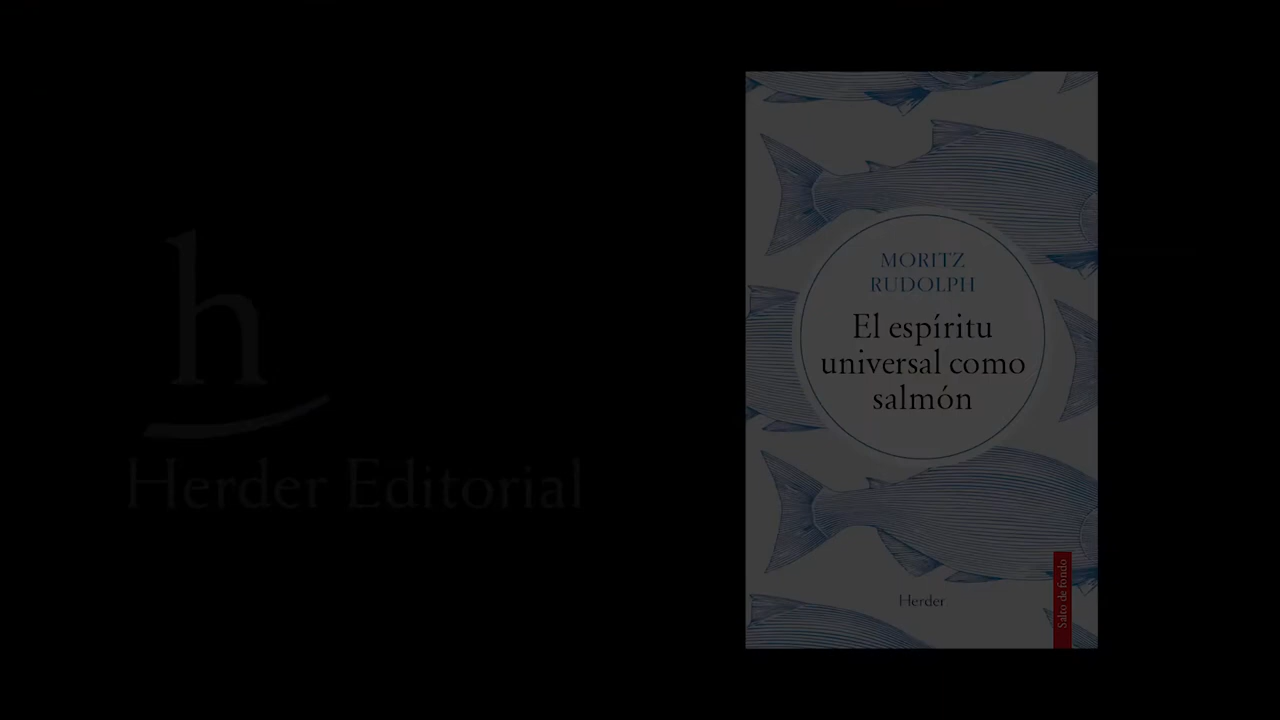 h
Herder Editorial
MORITZ
RUDOLPH
El espíritu
universal como
salmón
Herder
Salto de fondo